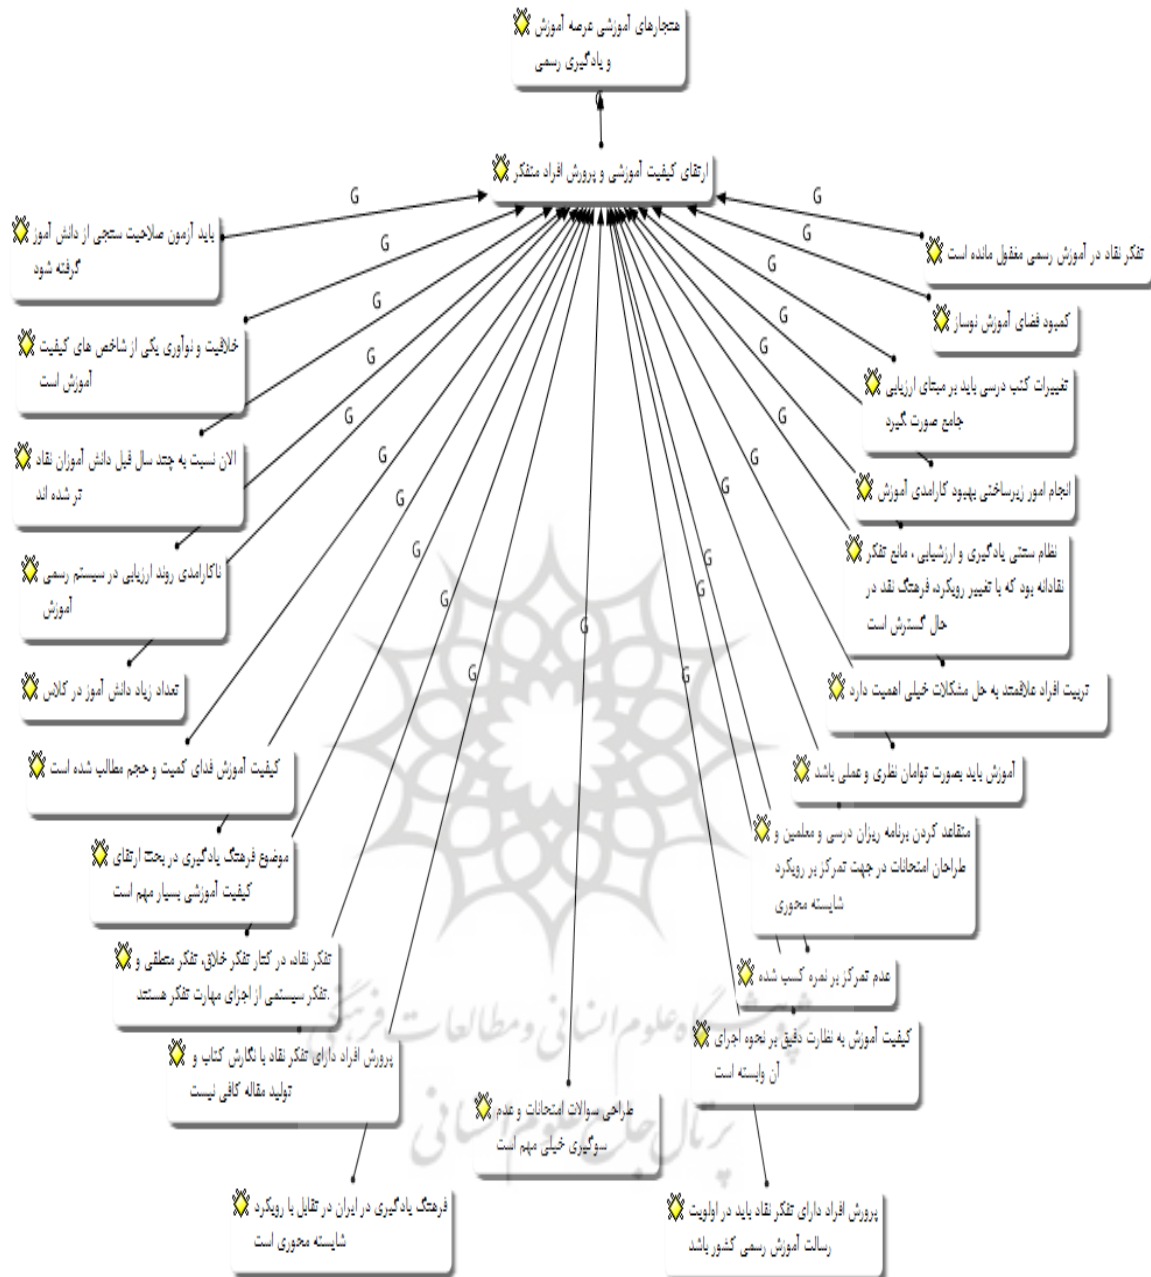 هنجارهای آموزشی عرصه آموزش
و یادگیری رسمی
G
ارتقای کیفیت آموزشی و پرورش افراد متفکر
G
G
تفکر نقاد در آموزش رسمی مغفول مانده است
باید آزمون صلاحیت سنجی از دانش آموز
گرفته شود
G
G
کمبود فضای آموزش نوساز
G
G
خلاقیت و نوآوری یکی از شاخص های کیفیت
آموزش است
G
G
تغییرات کتب درسی باید بر مبنای ارزیابی
جامع صورت گیرد
G
G
G
G
G
الان نسبت به چند سال قبل دانش آموزان نقاد
تر شده اند
انجام امور زیرساختی بهبود کارامدی آموزش
G
G
نظام سنتی یادگیری و ارزشیابی ، مانع تفکر
نقادانه بود که با تغییر رویکرد، فرهنگ نقد در
حال گسترش است
G
G
ناکارامدی روند ارزیابی در سیستم رسمی
آموزش
G
G
G
تعداد زیاد دانش آموز در کلاس
تربیت افراد علاقمند به حل مشکلات خیلی اهمیت دارد
G
G
کیفیت آموزش فدای کمیت و حجم مطالب شده است
آموزش باید بصورت توامان نظری و عملی باشد
متقاعد کردن برنامه ریزان درسی و معلمین و
طراحان امتحانات در جهت تمرکز بر رویکرد
شایسته محوری
موضوع فرهنگ یادگیری در بحث ارتقای
کیفیت آموزشی بسیار مهم است
تفکر نقاد، در کنار تفکر خلاق، تفکر منطقی و
تفکر سیستمی از اجزای مهارت تفکر هستند.
عدم تمرکز بر نمره کسب شده
پژوهشگاه علوم انسانی و مطالعات فرهنگی
کیفیت آموزش به نظارت دقیق بر نحوه اجرای
آن وابسته است
پرورش افراد دارای تفکر نقاد با نگارش کتاب و
تولید مقاله کافی نیست
طراحی سوالات امتحانات و عدم
سوگیری خیلی مهم است
پرتال جامع علوم انسانی
فرهنگ یادگیری در ایران در تقابل با رویکرد
شایسته محوری است
پرورش افراد دارای تفکر نقاد باید در اولویت
رسالت آموزش رسمی کشور باشد